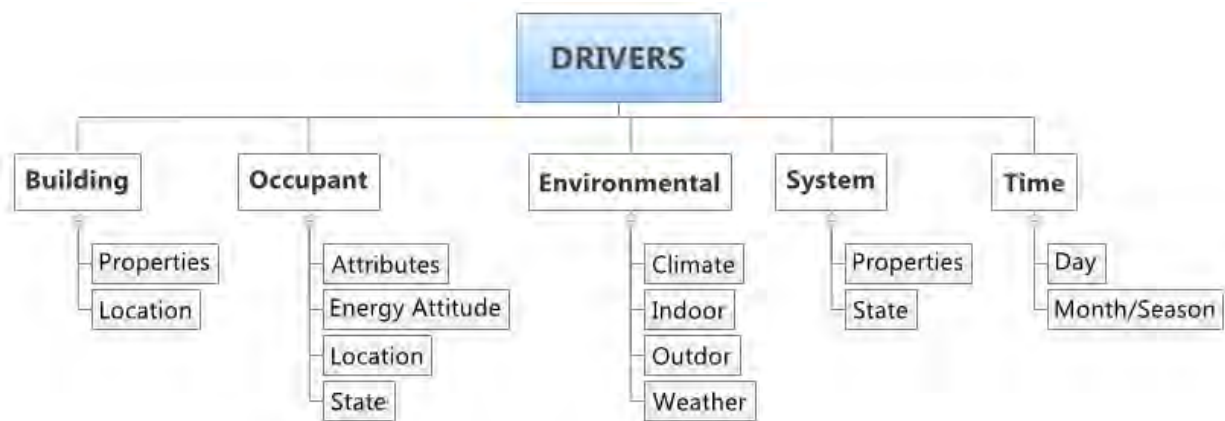 DRIVERS
Building
Properties
Location
Occupant
Attributes
Energy Attitude
Location
State
Environmental
Climate
Indoor
Outdor
Weather
System
Properties
State
Time
Day
Month/Season